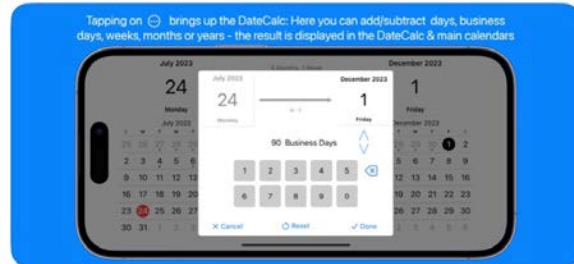 Tapping on brings up the DateCalc: Here you can add/subtract days, business
days, weeks, months or years - the result is displayed in the DateCalc & main calendars
July 2023
24
Monday
July 2023
2 3 4 5 6
9 10 11 12 13
16 17 18 19 20
23 24 25 26 27
30 31
July 2023
24
Monday
December 2023
1
Friday
90 Business Days
1 2 3 4 5
6 7 8 9 0
× Cancel
Reset
✓ Done
December 2023
1
Friday
December 2023
1 2
5 6 7 8 9
12 13 14 15 16
19 20 21 22 23
26 27 28 29 30